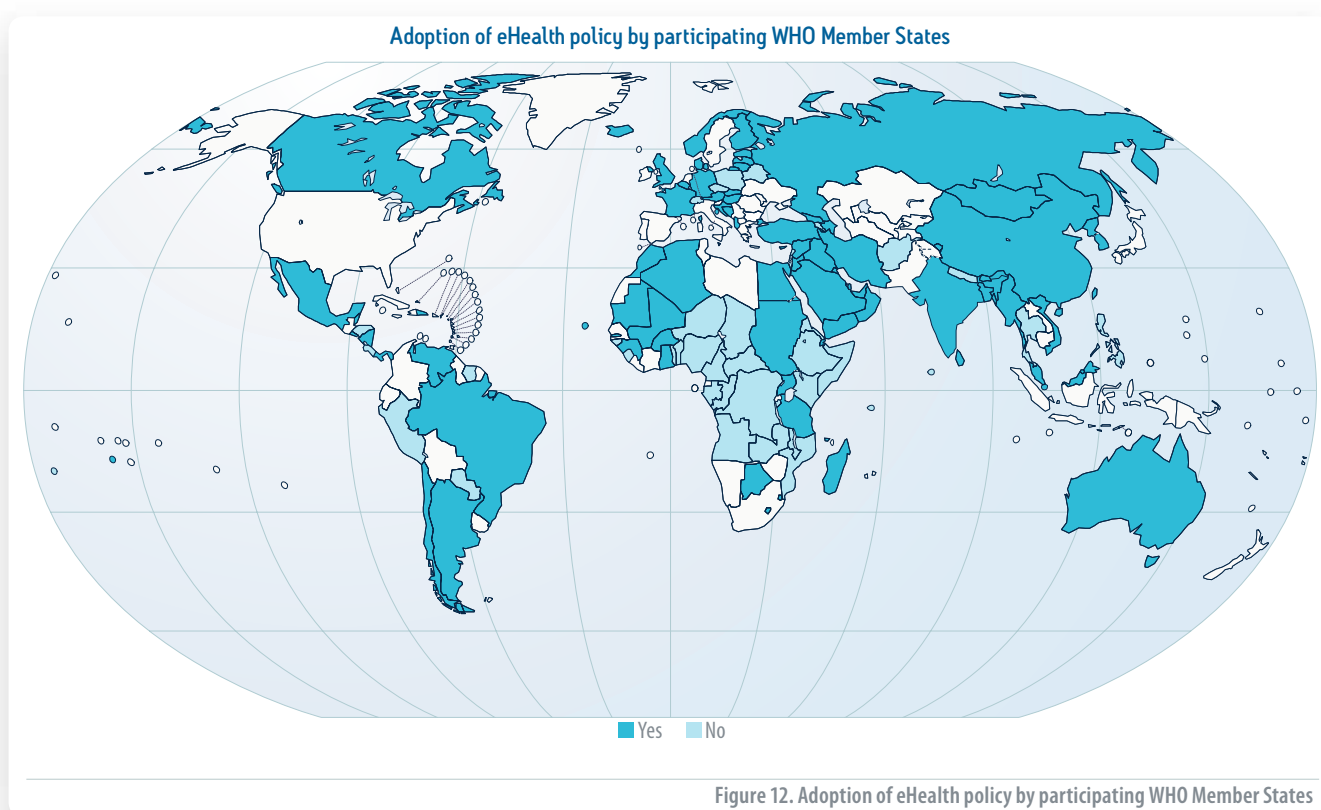 Adoption of eHealth policy by participating WHO Member States
Yes No
Figure 12. Adoption of eHealth policy by participating WHO Member States